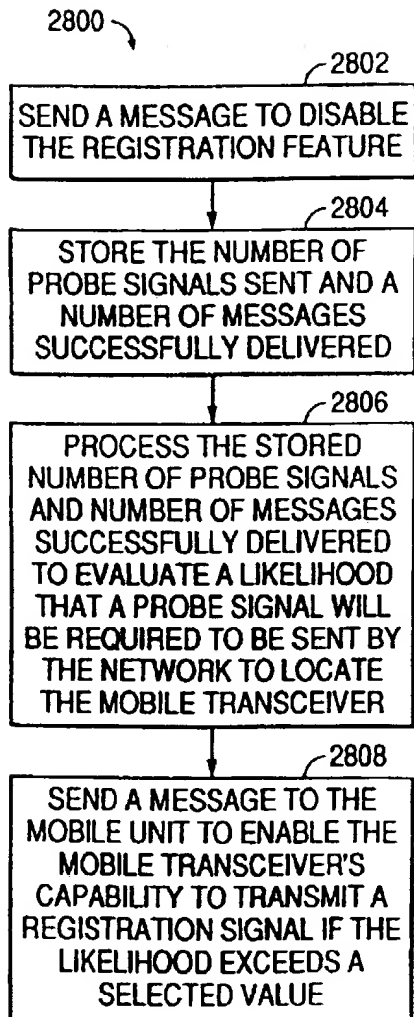 2800
2802
SEND A MESSAGE TO DISABLE
THE REGISTRATION FEATURE
2804
STORE THE NUMBER OF
PROBE SIGNALS SENT AND A
NUMBER OF MESSAGES
SUCCESSFULLY DELIVERED
2806
PROCESS THE STORED
NUMBER OF PROBE SIGNALS
AND NUMBER OF MESSAGES
SUCCESSFULLY DELIVERED
TO EVALUATE A LIKELIHOOD
THAT A PROBE SIGNAL WILL
BE REQUIRED TO BE SENT BY
THE NETWORK TO LOCATE
THE MOBILE TRANSCEIVER
2808
SEND A MESSAGE TO THE
MOBILE UNIT TO ENABLE THE
MOBILE TRANSCEIVER'S
CAPABILITY TO TRANSMIT A
REGISTRATION SIGNAL IF THE
LIKELIHOOD EXCEEDS A
SELECTED VALUE